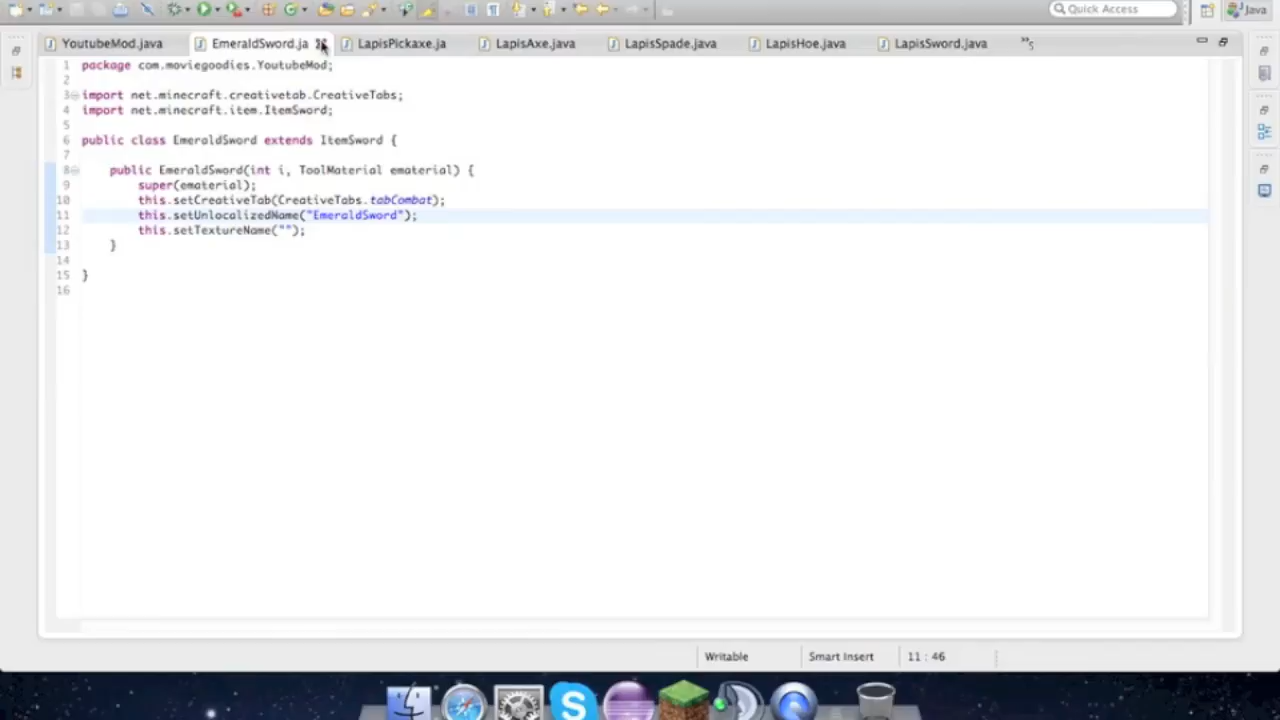 Quick Access
Java
YoutubeMod.java
EmeraldSword.ja
LapisPickaxe.ja
LapisAxe.java
LapisSpade.java
LapisHoe.java
LapisSword.java
»5
1 package com.moviegoodies.YoutubeMod;
2
3 import net.minecraft.creativetab.CreativeTabs;
4 import net.minecraft.item.ItemSword;
5
6 public class EmeraldSword extends ItemSword {
7
8 public EmeraldSword(int i, ToolMaterial ematerial) {
9 super(ematerial);
10 this.setCreativeTab(CreativeTabs.tabCombat);
11 this.setUnlocalizedName("EmeraldSword");
12 this.setTextureName("");
13 }
14
15 }
16
Writable
Smart Insert
11 : 46